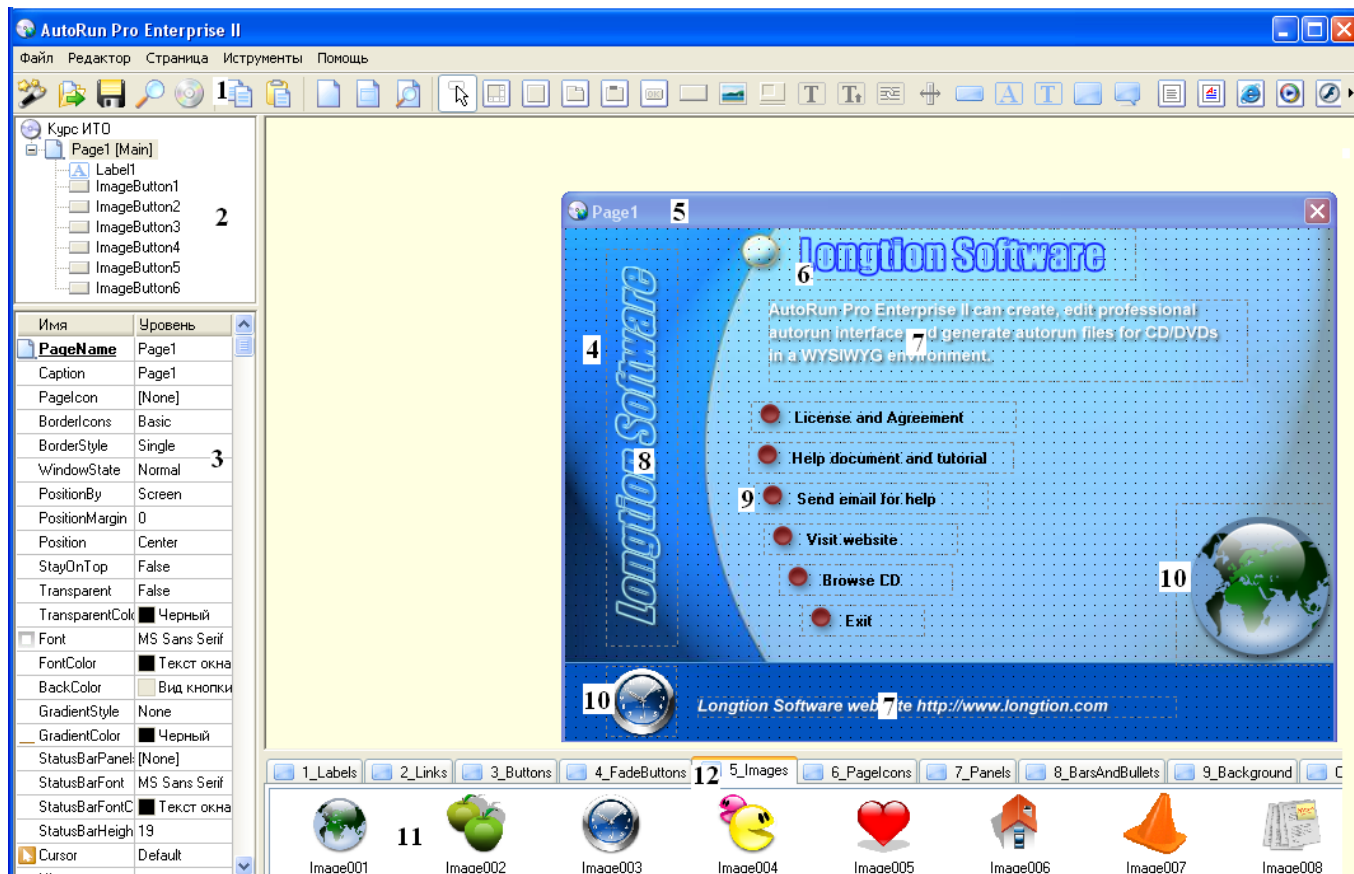 AutoRun Pro Enterprise II
Файл Редактор Страница Иструменты Помощь
1
Курс ИТО
Page1 [Main]
Label1
ImageButton1
ImageButton2
ImageButton3
ImageButton4
ImageButton5
ImageButton6
2
Имя Уровень
PageName Page1
Caption Page1
PageIcon [None]
BorderIcons Basic
BorderStyle Single
WindowState Normal
3
PositionBy Screen
PositionMargin 0
Position Center
StayOnTop False
Transparent False
TransparentColo Черный
Font MS Sans Serif
FontColor Текст окна
BackColor Вид кнопки
GradientStyle None
GradientColor Черный
StatusBarPanel [None]
StatusBarFont MS Sans Serif
StatusBarFontC Текст окна
StatusBarHeigh 19
Cursor Default
Page1 5
Longtion Software
6
AutoRun Pro Enterprise II can create, edit professional
autorun interface and generate autorun files for CD/DVDs
in a WYSIWYG environment.
7
4
Longtion Software
8
License and Agreement
Help document and tutorial
9 Send email for help
Visit website
Browse CD
Exit
10
10
Longtion Software website http://www.longtion.com
7
1_Labels 2_Links 3_Buttons 4_FadeButtons 12 5_Images 6_PageIcons 7_Panels 8_BarsAndBullets 9_Background
11
Image001 Image002 Image003 Image004 Image005 Image006 Image007 Image008